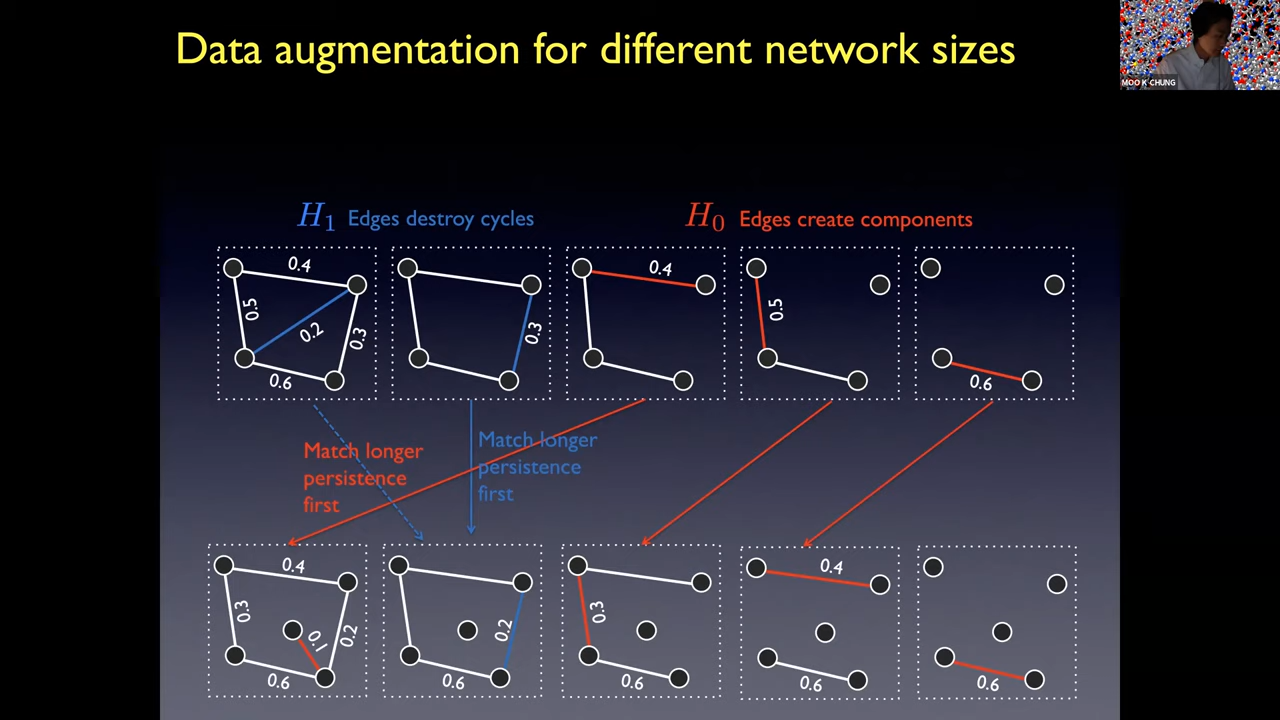 Data augmentation for different network sizes
MOO K CHUNG
H1 Edges destroy cycles
H0 Edges create components
0.4
0.5
0.2
0.3
0.6
0.3
0.4
0.5
0.6
Match longer
persistence
first
Match longer
persistence
first
0.4
0.3
0.1
0.2
0.6
0.2
0.6
0.3
0.6
0.4
0.6
0.6